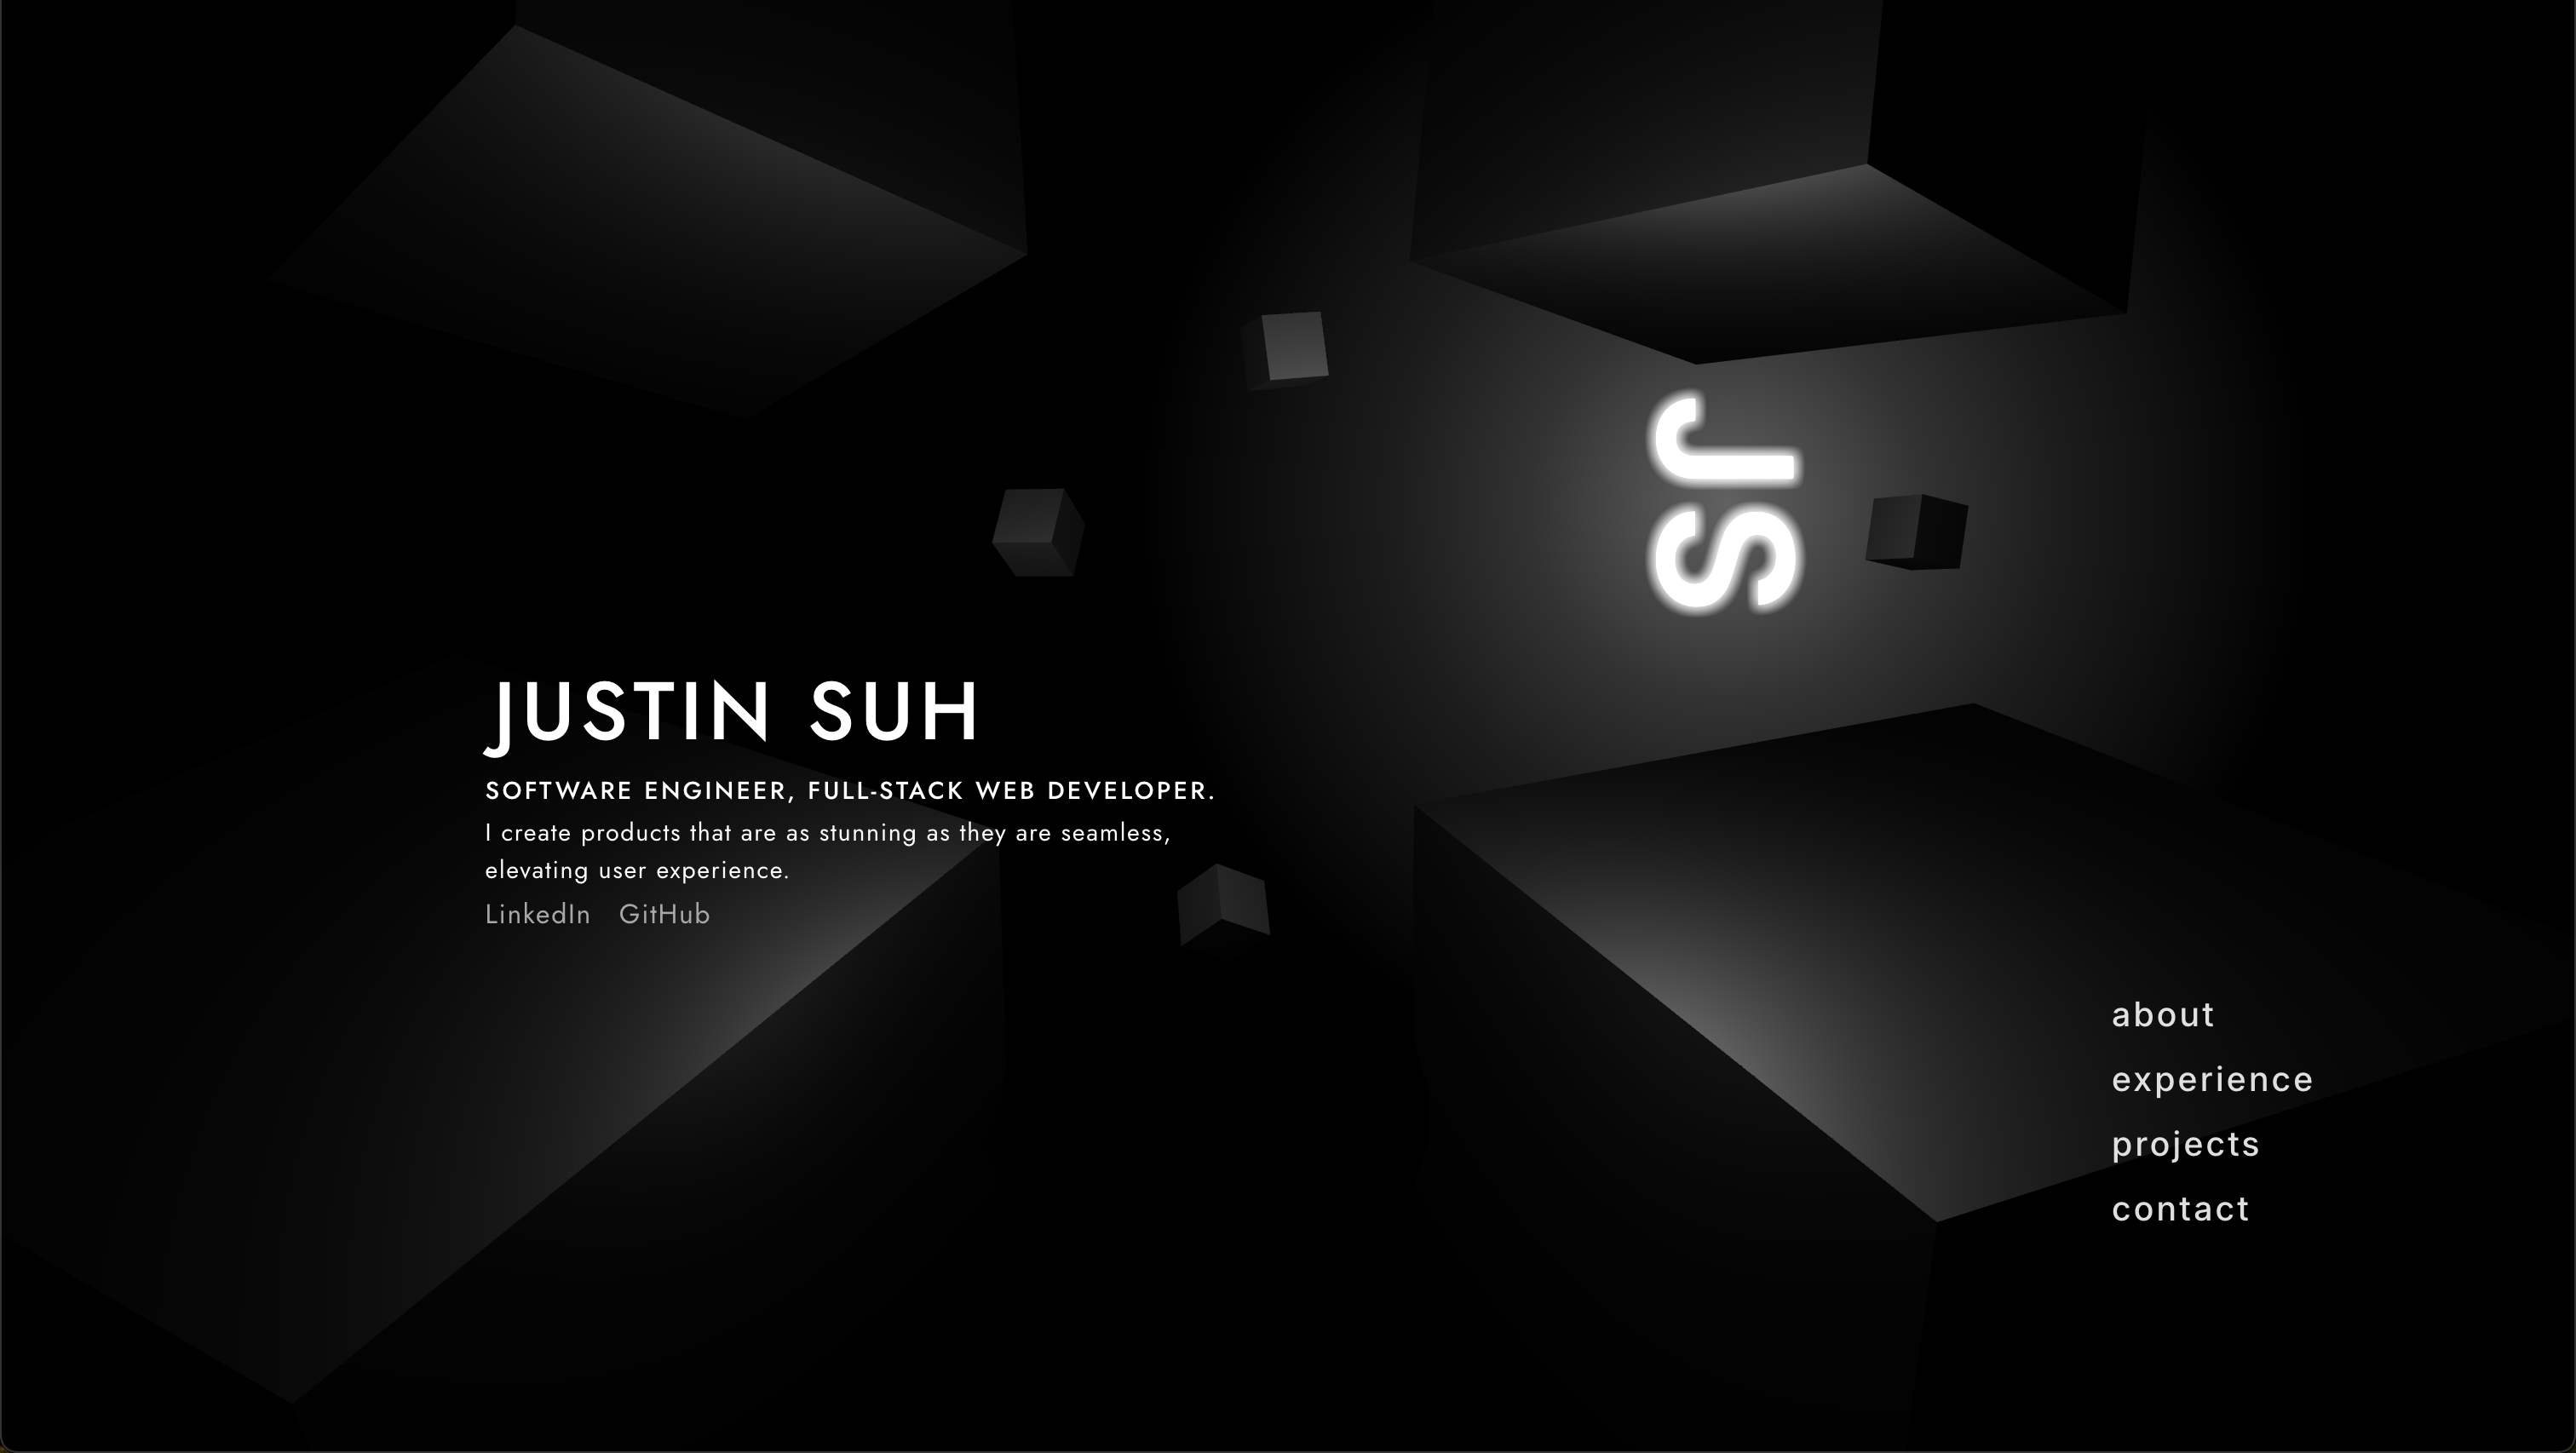 JS
JUSTIN SUH
SOFTWARE ENGINEER, FULL-STACK WEB DEVELOPER.
I create products that are as stunning as they are seamless,
elevating user experience.
LinkedIn GitHub
about
experience
projects
contact